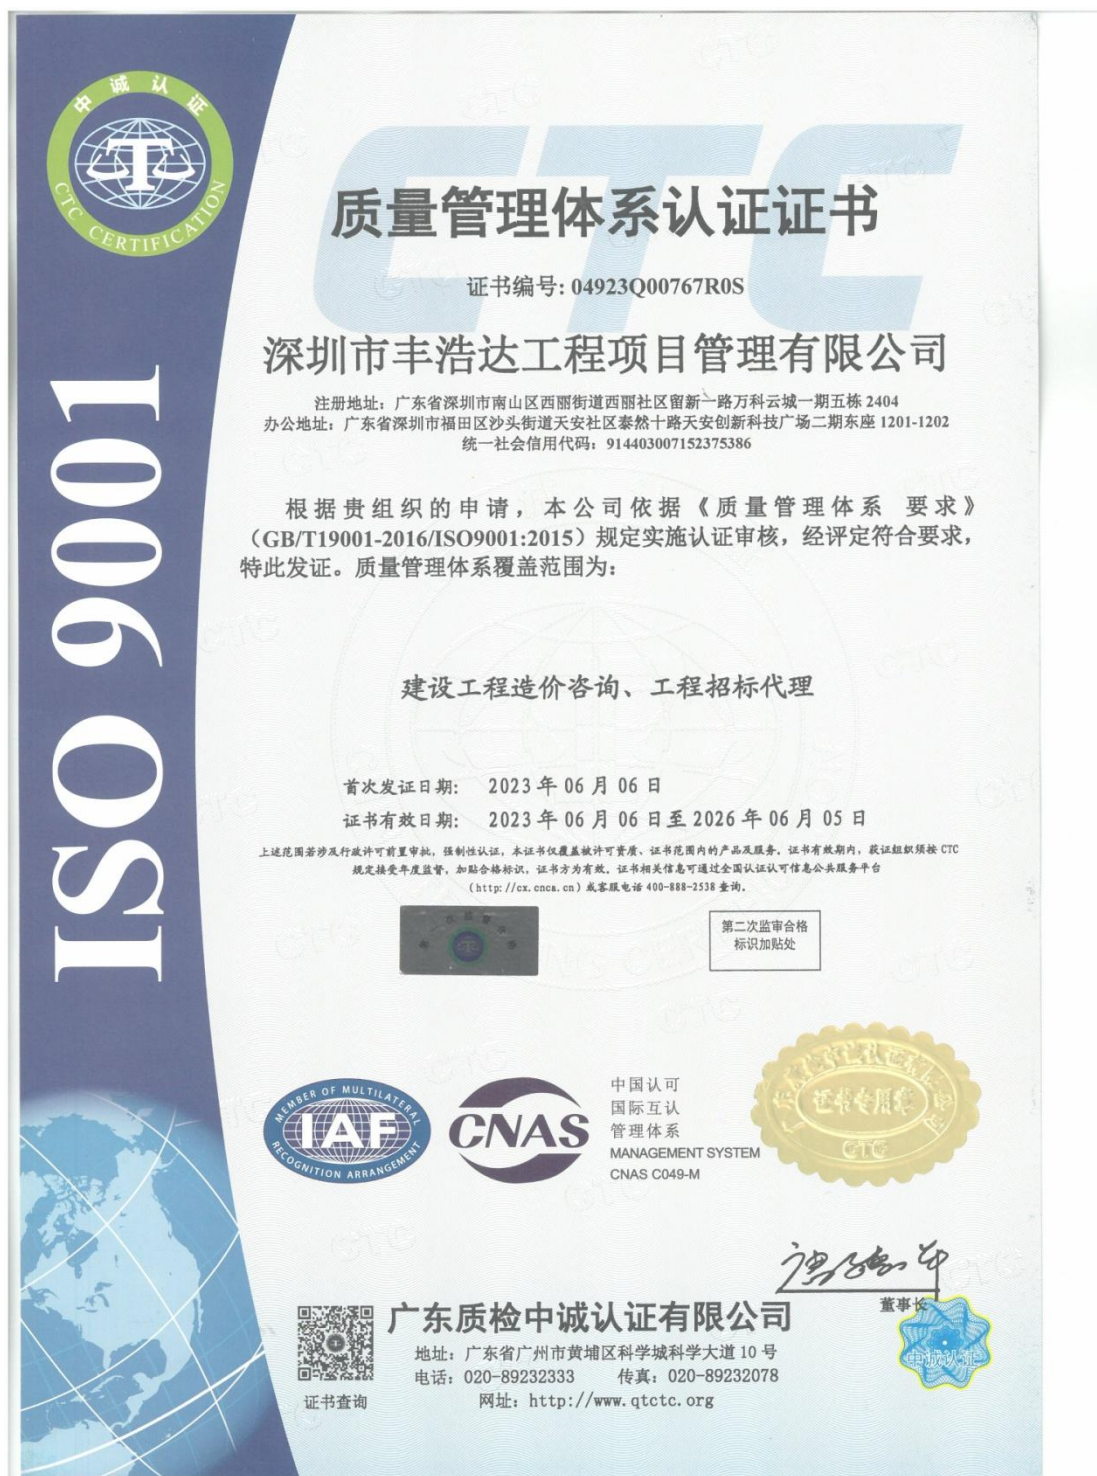 中诚认证
CTC CERTIFICATION
ISO 9001
CTC
质量管理体系认证证书
证书编号: 04923Q00767R0S
深圳市丰浩达工程项目管理有限公司
注册地址：广东省深圳市南山区西丽街道西丽社区留新一路万科云城一期五栋 2404
办公地址：广东省深圳市福田区沙头街道天安社区泰然十路天安创新科技广场二期东座 1201-1202
统一社会信用代码：914403007152375386
根据贵组织的申请，本公司依据《质量管理体系 要求》
（GB/T19001-2016/ISO9001:2015）规定实施认证审核，经评定符合要求，
特此发证。质量管理体系覆盖范围为：
建设工程造价咨询、工程招标代理
首次发证日期： 2023 年 06 月 06 日
证书有效日期： 2023 年 06 月 06 日至 2026 年 06 月 05 日
上述范围若涉及行政许可前置审批，强制性认证，本证书仅覆盖被许可资质、证书范围内的产品及服务。证书有效期内，获证组织须按 CTC
规定接受年度监督，加贴合格标识，证书方为有效。证书相关信息可通过全国认证认可信息公共服务平台
（http://cx.cnca.cn）或客服电话 400-888-2538 查询。
第二次监审合格
标识加贴处
MEMBER OF MULTILATERAL
IAF
RECOGNITION ARRANGEMENT
CNAS
中国认可
国际互认
管理体系
MANAGEMENT SYSTEM
CNAS C049-M
证书专用章
CTC
董事长
广东质检中诚认证有限公司
地址：广东省广州市黄埔区科学城科学大道 10 号
电话：020-89232333 传真：020-89232078
网址：http://www.qtctc.org
证书查询
中诚认证